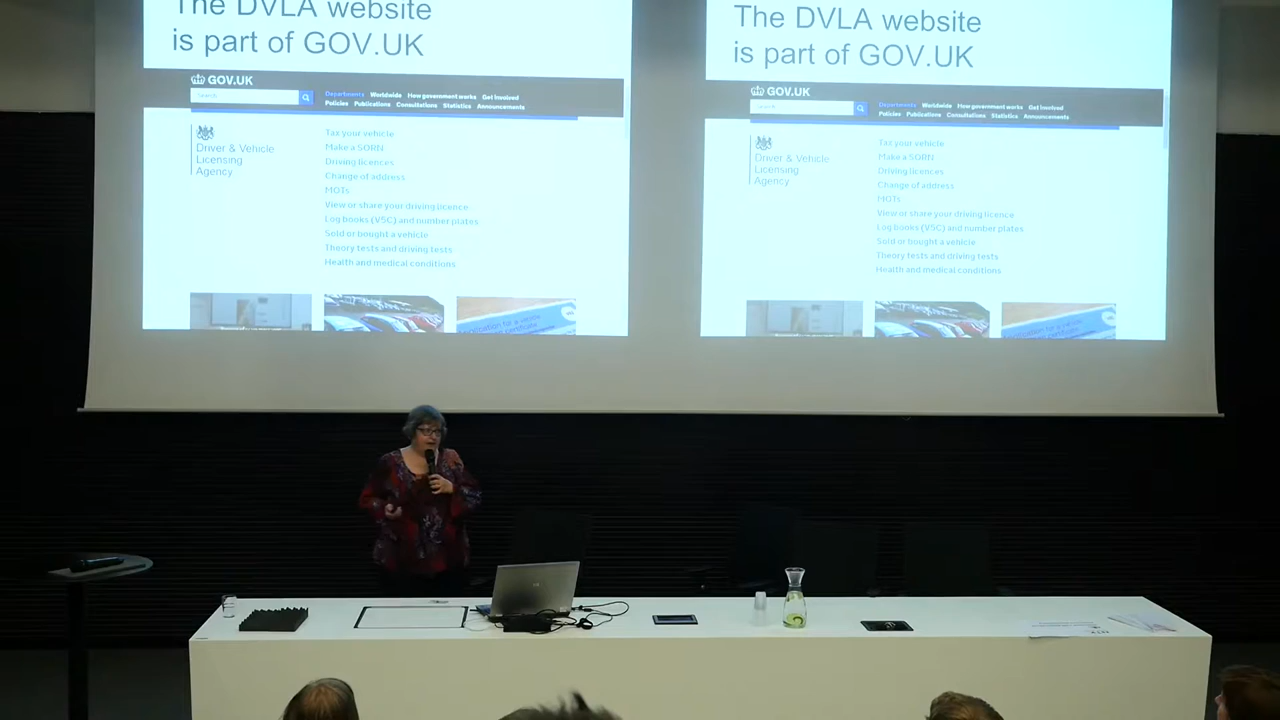 The DVLA website
is part of GOV.UK
GOV.UK
Search
Departments Worldwide How government works Get involved
Policies Publications Consultations Statistics Announcements
Driver & Vehicle
Licensing
Agency
Tax your vehicle
Make a SORN
Driving licences
Change of address
MOTs
View or share your driving licence
Log books (V5C) and number plates
Sold or bought a vehicle
Theory tests and driving tests
Health and medical conditions
The DVLA website
is part of GOV.UK
GOV.UK
Search
Departments Worldwide How government works Get involved
Policies Publications Consultations Statistics Announcements
Driver & Vehicle
Licensing
Agency
Tax your vehicle
Make a SORN
Driving licences
Change of address
MOTs
View or share your driving licence
Log books (V5C) and number plates
Sold or bought a vehicle
Theory tests and driving tests
Health and medical conditions